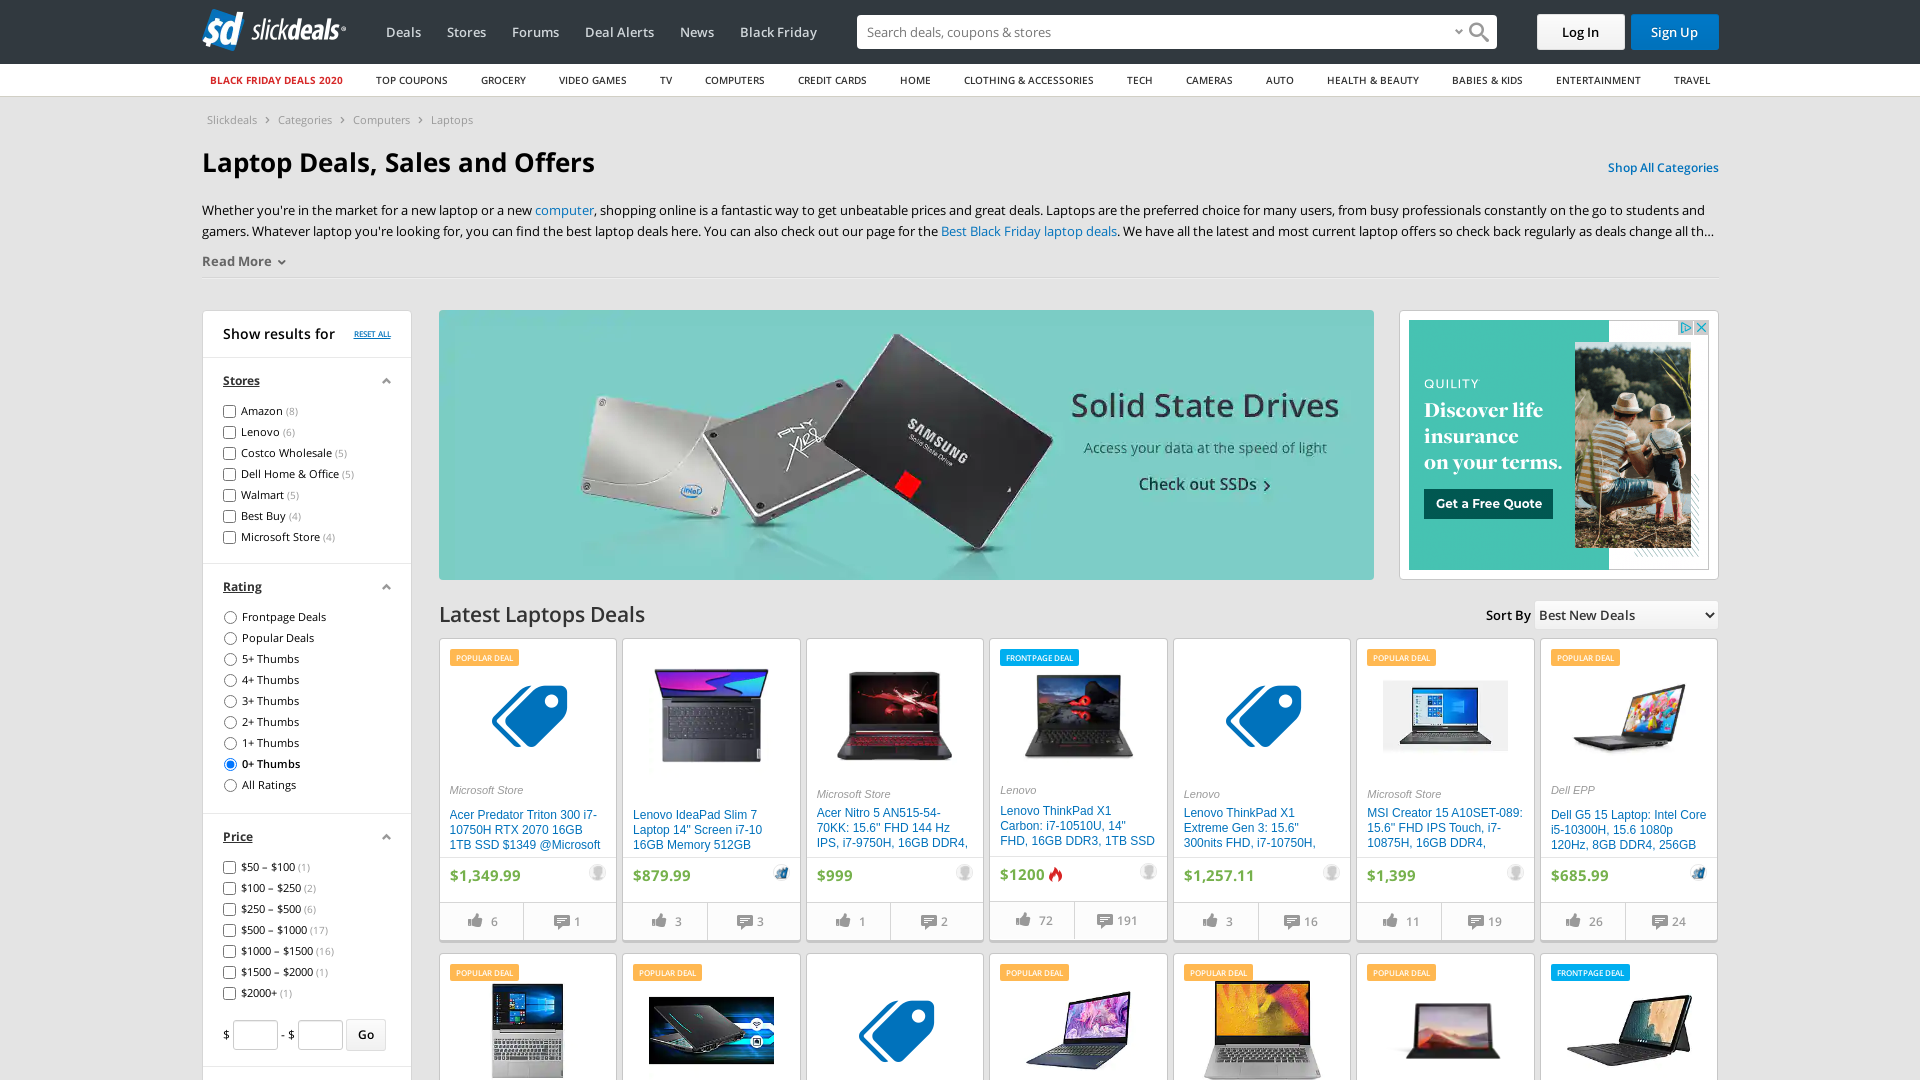 sd slickdeals
Deals
Stores
Forums
Deal Alerts
News
Black Friday
Search deals, coupons & stores
Log In
Sign Up
BLACK FRIDAY DEALS 2020
TOP COUPONS
GROCERY
VIDEO GAMES
TV
COMPUTERS
CREDIT CARDS
HOME
CLOTHING & ACCESSORIES
TECH
CAMERAS
AUTO
HEALTH & BEAUTY
BABIES & KIDS
ENTERTAINMENT
TRAVEL
Slickdeals > Categories > Computers > Laptops
Laptop Deals, Sales and Offers
Shop All Categories
Whether you're in the market for a new laptop or a new computer, shopping online is a fantastic way to get unbeatable prices and great deals. Laptops are the preferred choice for many users, from busy professionals constantly on the go to students and
gamers. Whatever laptop you're looking for, you can find the best laptop deals here. You can also check out our page for the Best Black Friday laptop deals. We have all the latest and most current laptop offers so check back regularly as deals change all th...
Read More
Show results for
RESET ALL
Stores
Amazon (8)
Lenovo (6)
Costco Wholesale (5)
Dell Home & Office (5)
Walmart (5)
Best Buy (4)
Microsoft Store (4)
Rating
Frontpage Deals
Popular Deals
5+ Thumbs
4+ Thumbs
3+ Thumbs
2+ Thumbs
1+ Thumbs
0+ Thumbs
All Ratings
Price
$50 – $100 (1)
$100 – $250 (2)
$250 – $500 (6)
$500 – $1000 (17)
$1000 – $1500 (16)
$1500 – $2000 (1)
$2000+ (1)
$ - $ Go
intel
PNY
XLR8
SAMSUNG
Solid State Drive
Solid State Drives
Access your data at the speed of light
Check out SSDs >
QUILITY
Discover life
insurance
on your terms.
Get a Free Quote
Latest Laptops Deals
Sort By
Best New Deals
POPULAR DEAL
Microsoft Store
Acer Predator Triton 300 i7-
10750H RTX 2070 16GB
1TB SSD $1349 @Microsoft
$1,349.99
6
1
Lenovo IdeaPad Slim 7
Laptop 14" Screen i7-10
16GB Memory 512GB
$879.99
3
3
Microsoft Store
Acer Nitro 5 AN515-54-
70KK: 15.6'' FHD 144 Hz
IPS, i7-9750H, 16GB DDR4,
$999
1
2
FRONTPAGE DEAL
Lenovo
Lenovo ThinkPad X1
Carbon: i7-10510U, 14"
FHD, 16GB DDR3, 1TB SSD
$1200
72
191
Lenovo
Lenovo ThinkPad X1
Extreme Gen 3: 15.6"
300nits FHD, i7-10750H,
$1,257.11
3
16
POPULAR DEAL
Microsoft Store
MSI Creator 15 A10SET-089:
15.6" FHD IPS Touch, i7-
10875H, 16GB DDR4,
$1,399
11
19
POPULAR DEAL
Dell EPP
Dell G5 15 Laptop: Intel Core
i5-10300H, 15.6 1080p
120Hz, 8GB DDR4, 256GB
$685.99
26
24
POPULAR DEAL
POPULAR DEAL
POPULAR DEAL
POPULAR DEAL
POPULAR DEAL
FRONTPAGE DEAL